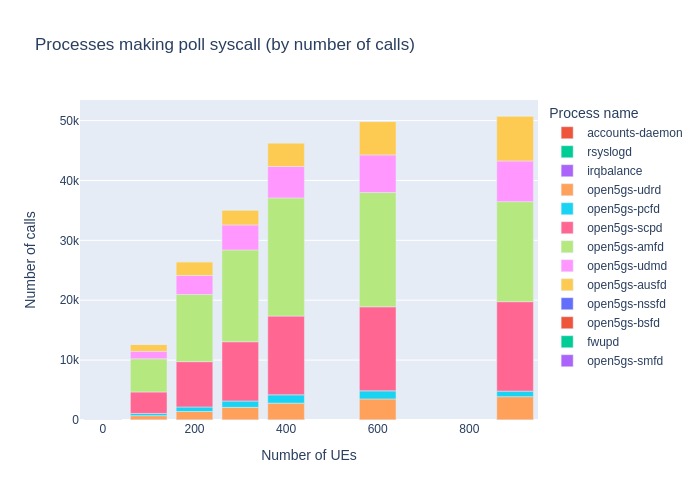 Processes making poll syscall (by number of calls)
Number of calls
50k
40k
30k
20k
10k
0
0 200 400 600 800
Number of UEs
Process name
accounts-daemon
rsyslogd
irqbalance
open5gs-udrd
open5gs-pcfd
open5gs-scpd
open5gs-amfd
open5gs-udmd
open5gs-ausfd
open5gs-nssfd
open5gs-bsfd
fwupd
open5gs-smfd